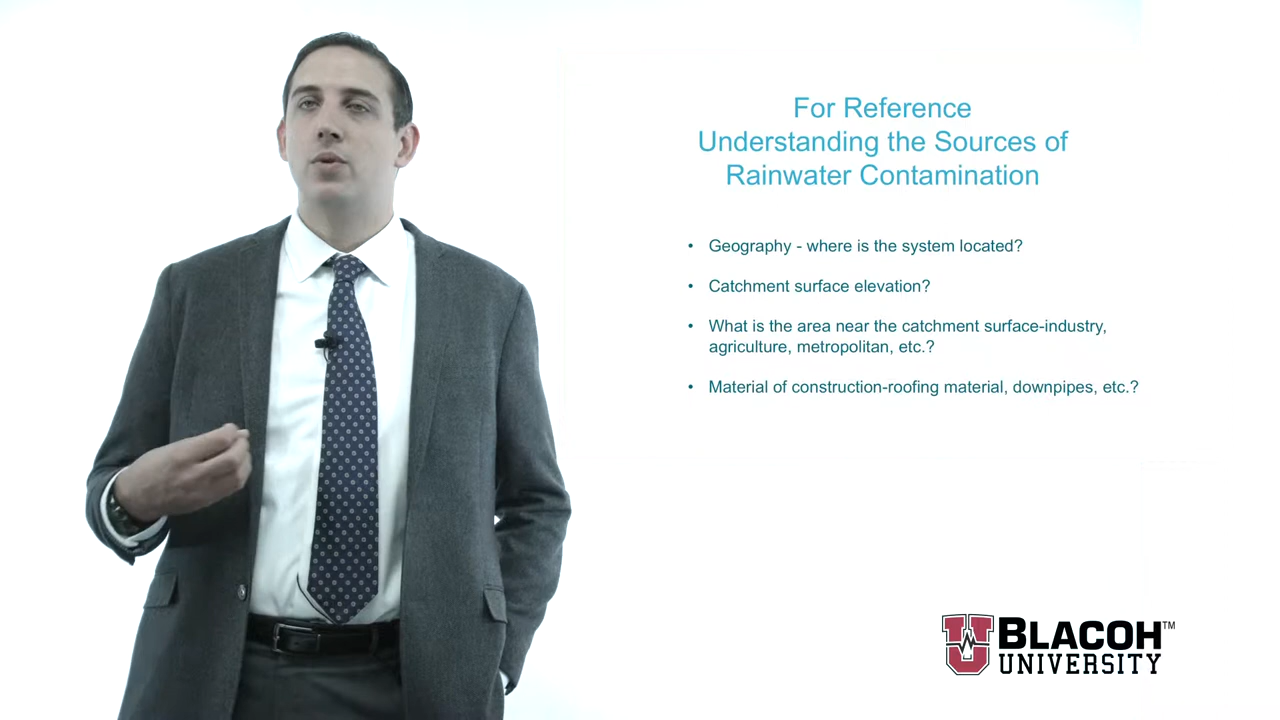 For Reference
Understanding the Sources of
Rainwater Contamination
• Geography - where is the system located?
• Catchment surface elevation?
• What is the area near the catchment surface-industry,
agriculture, metropolitan, etc.?
• Material of construction-roofing material, downpipes, etc.?
U BLACOH™
UNIVERSITY